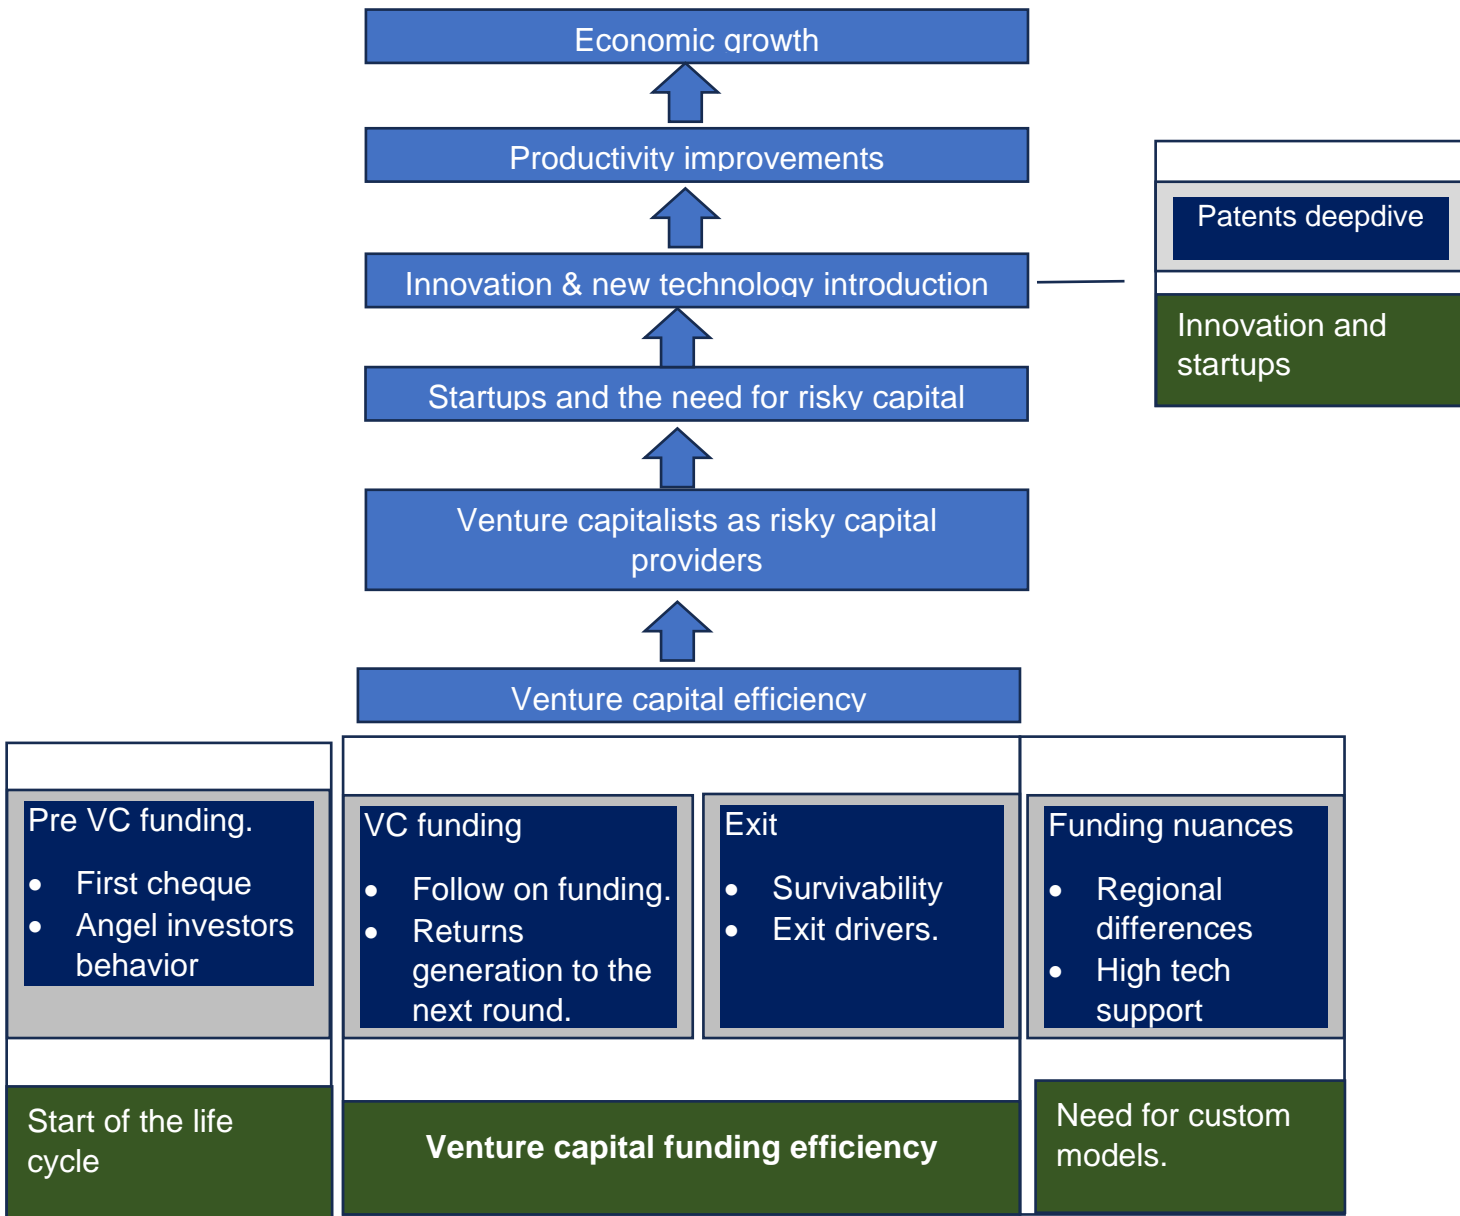 Economic growth
Productivity improvements
Patents deepdive
Innovation & new technology introduction
Innovation and
startups
Startups and the need for risky capital
Venture capitalists as risky capital
providers
Venture capital efficiency
Pre VC funding.
• First cheque
• Angel investors
behavior
VC funding
• Follow on funding.
• Returns
generation to the
next round.
Exit
• Survivability
• Exit drivers.
Funding nuances
• Regional
differences
• High tech
support
Start of the life
cycle
Venture capital funding efficiency
Need for custom
models.